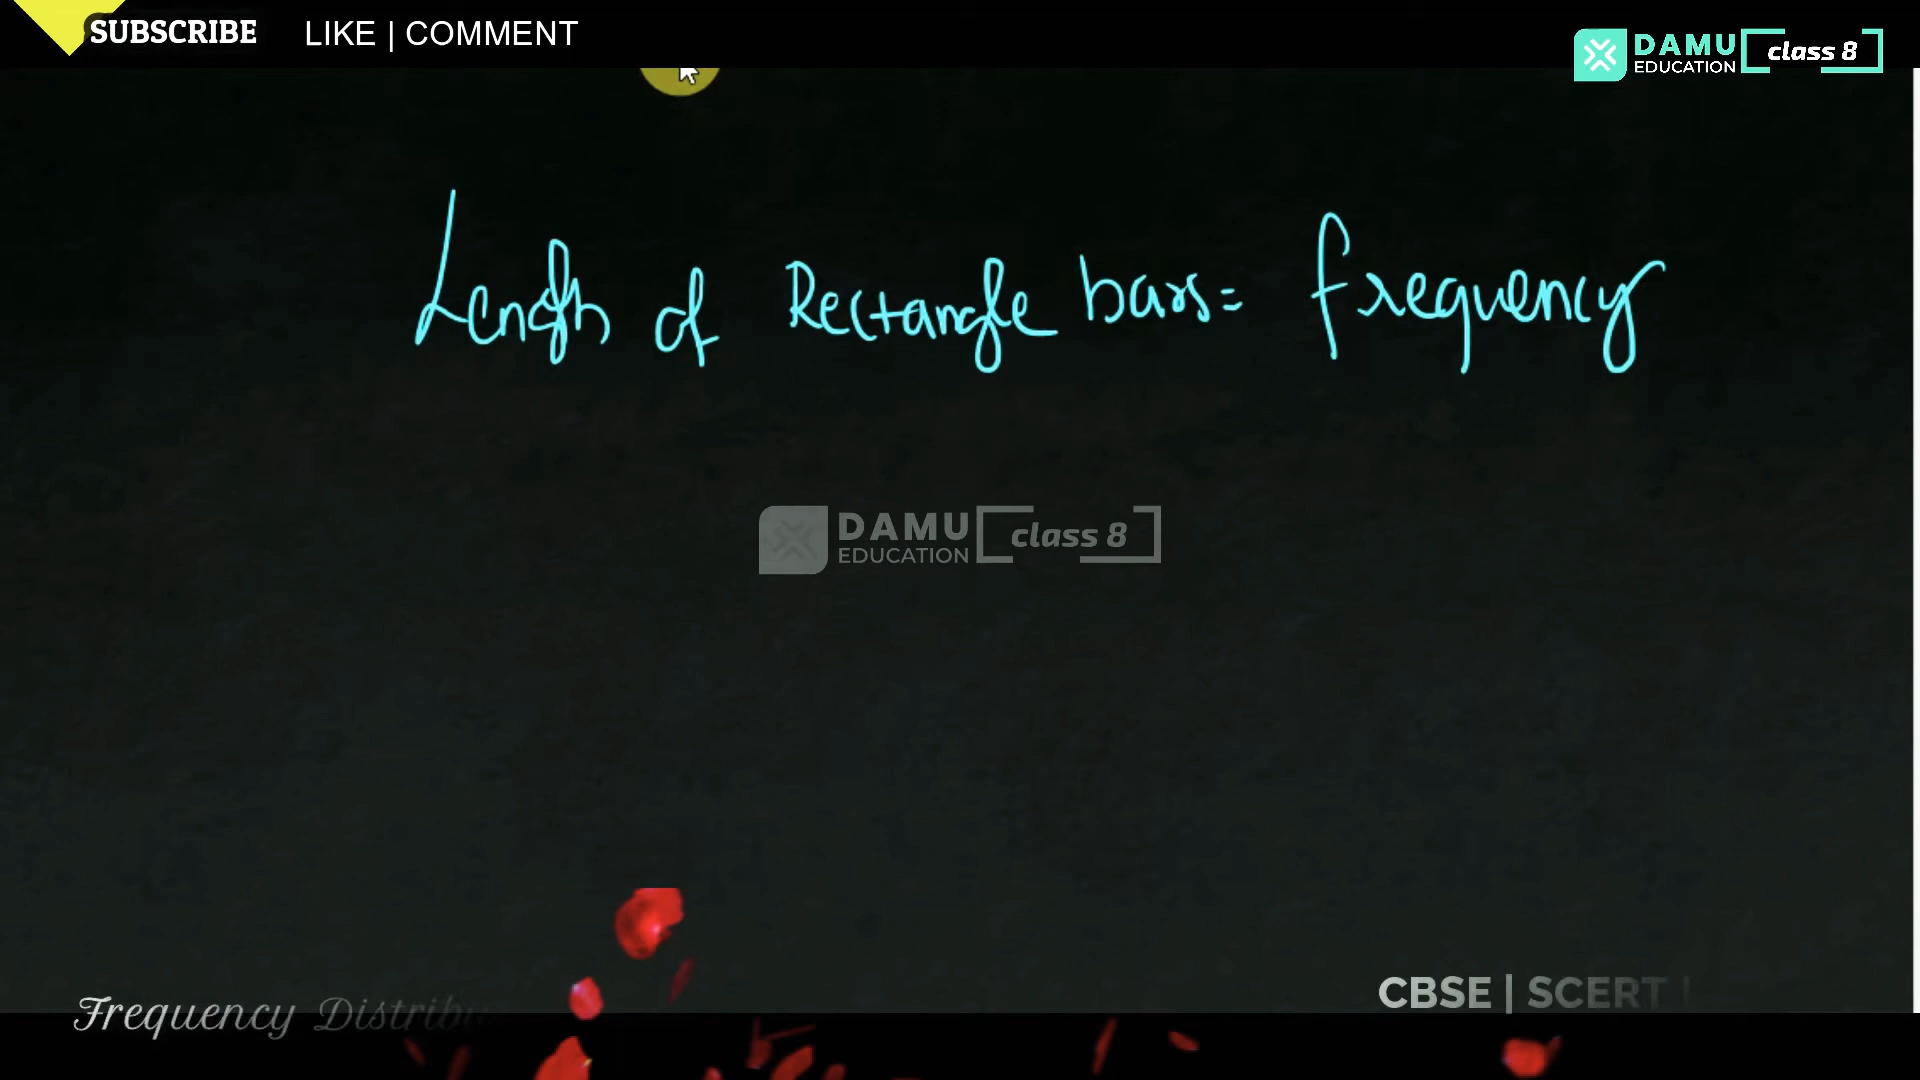 SUBSCRIBE LIKE | COMMENT
DAMU EDUCATION class 8
Length of Rectangle bars = frequency
DAMU EDUCATION class 8
CBSE | SCERT |
Frequency Distribu